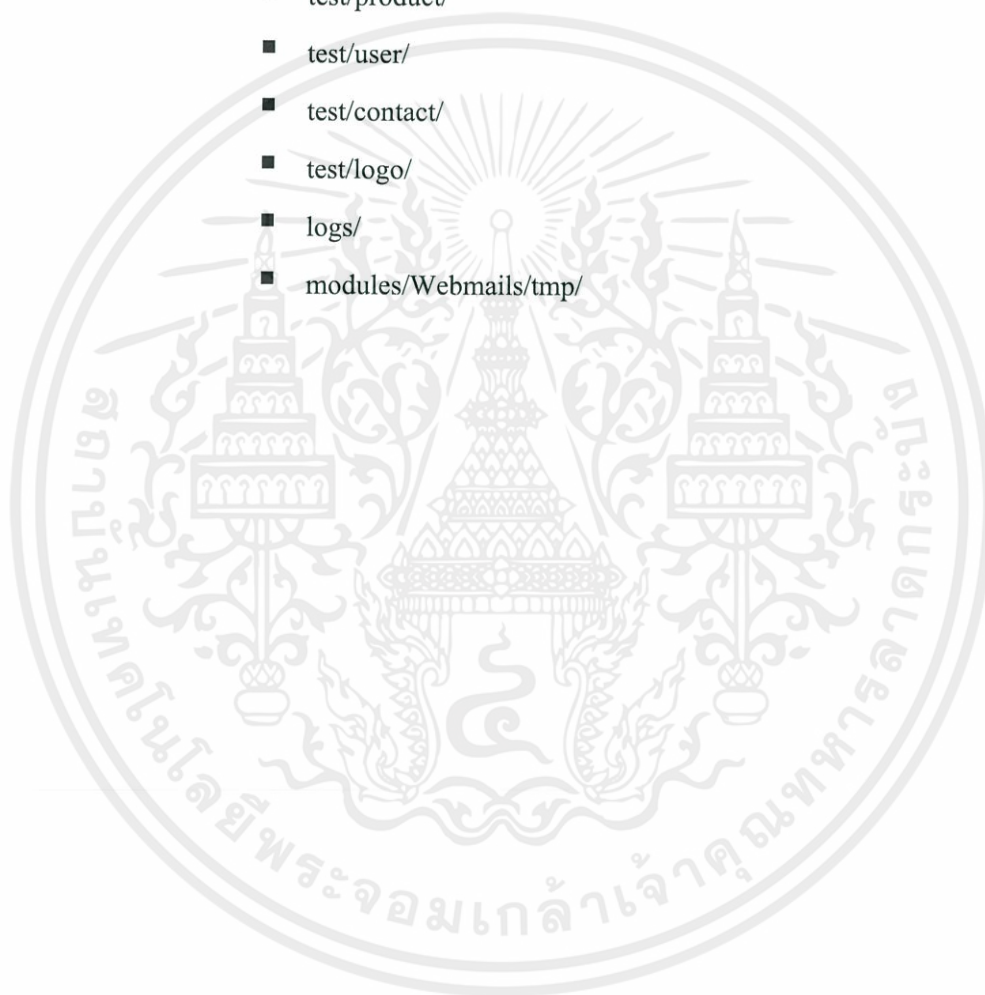 test/product/
■ test/user/
■ test/contact/
■ test/logo/
■ logs/
■ modules/Webmails/tmp/
สถาบันเทคโนโลยีพระจอมเกล้าเจ้าคุณทหารลาดกระบัง